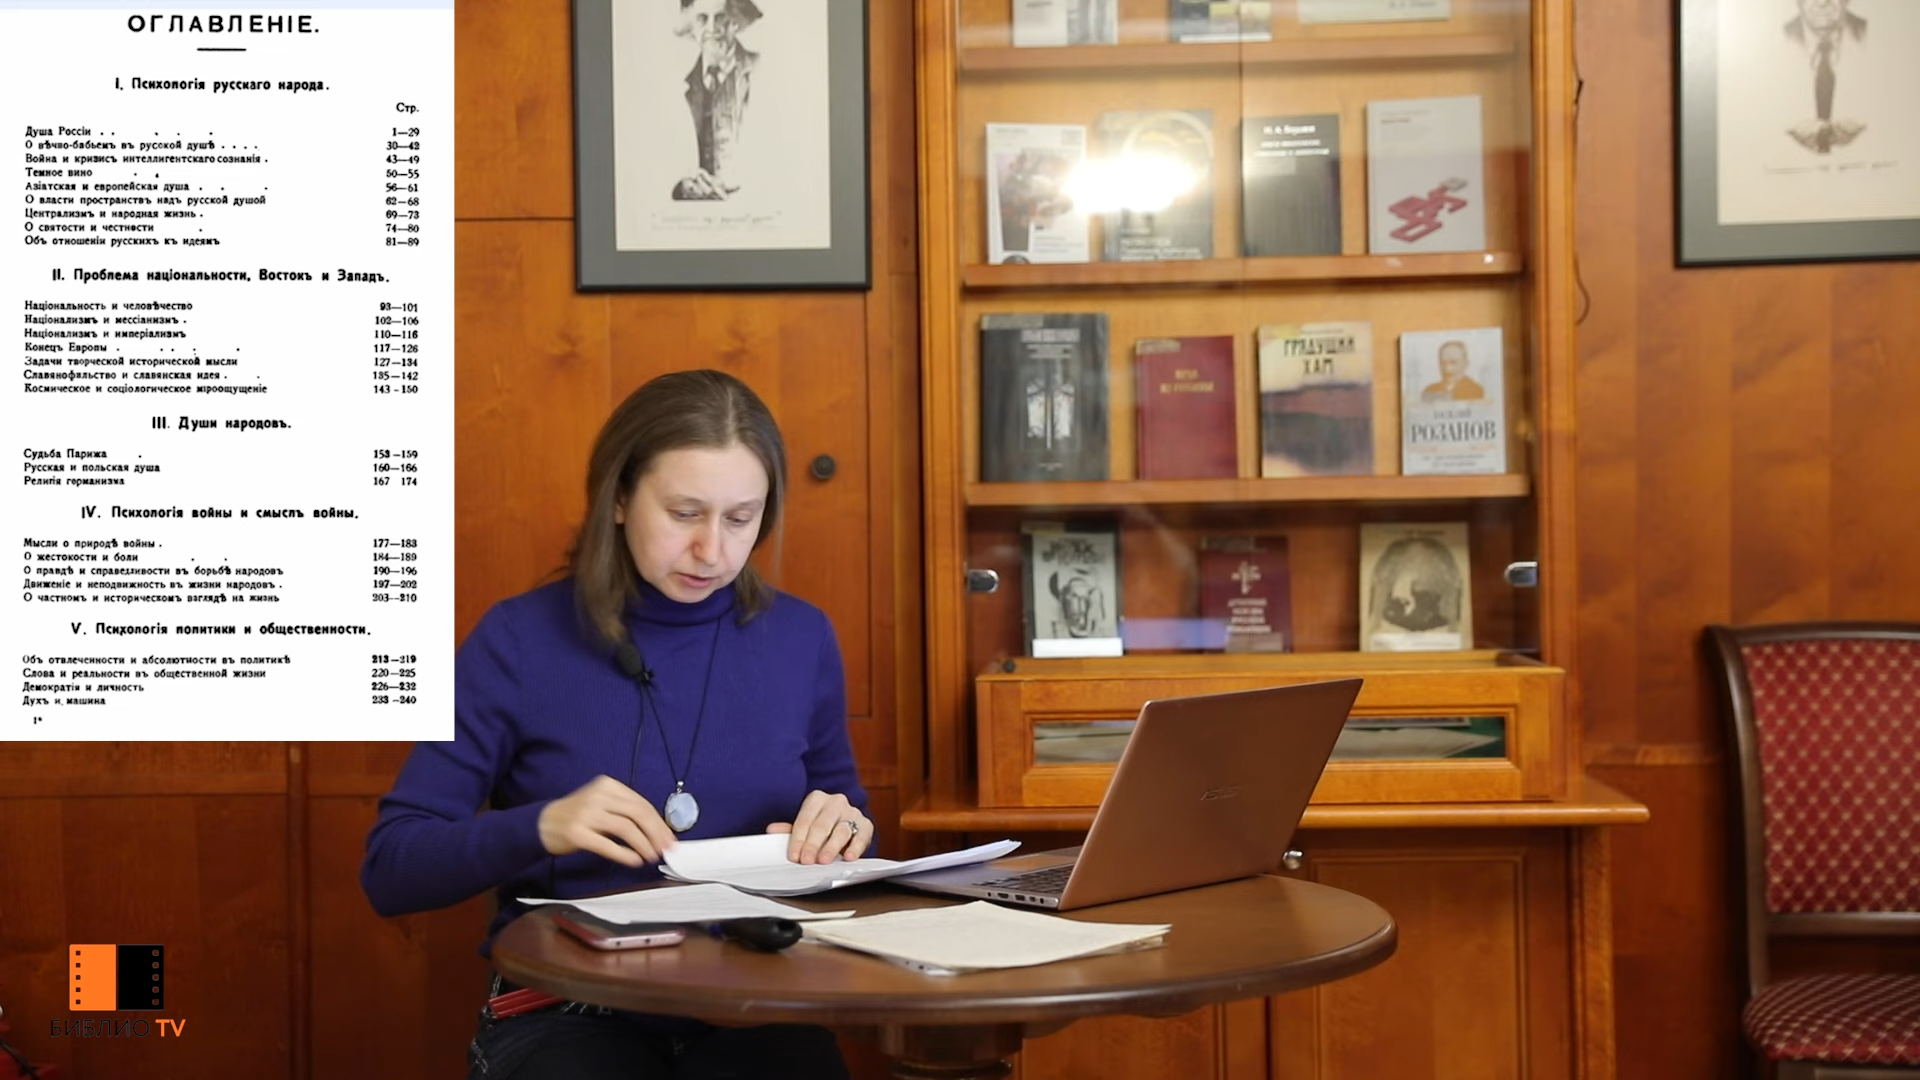 ОГЛАВЛЕНІЕ.
I. Психологія русскаго народа.
Стр.
Душа Россіи . . . . . 1—29
О вѣчно-бабьемъ въ русской душѣ . . . . 30—42
Война и кризисъ интеллигентскаго сознанія . 43—49
Темное вино . . 50—55
Азіатская и европейская душа . . . 56—61
О власти пространствъ надъ русской душой 62—68
Централизмъ и народная жизнь . 69—73
О святости и честности . 74—80
Объ отношеніи русскихъ къ идеямъ 81—89
II. Проблема національности, Востокъ и Западъ.
Національность и человѣчество 93—101
Націонализмъ и мессіанизмъ . 102—106
Націонализмъ и имперіализмъ 110—116
Конецъ Европы . . . . . 117—126
Задачи творческой исторической мысли 127—134
Славянофильство и славянская идея . . 135—142
Космическое и соціологическое мироощущеніе 143 - 150
III. Души народовъ.
Судьба Парижа . 153 —159
Русская и польская душа 160—166
Религія германизма 167 174
IV. Психологія войны и смыслъ войны.
Мысли о природѣ войны . 177—183
О жестокости и боли . . 184—189
О правдѣ и справедливости въ борьбѣ народовъ 190—196
Движеніе и неподвижность въ жизни народовъ . 197—202
О частномъ и историческомъ взглядѣ на жизнь 203—210
V. Психологія политики и общественности.
Объ отвлеченности и абсолютности въ политикѣ 213—219
Слова и реальности въ общественной жизни 220—225
Демократія и личность 226—232
Духъ и машина 233 —240
I*
ГРЯДУЩИЙ
ХАМ
РОЗАНОВ
ASUS
БИБЛИО TV